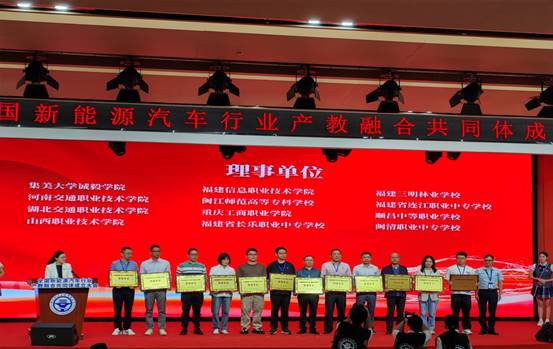 国新能源汽车行业产教融合共同体成
理事单位
集美大学诚毅学院
河南交通职业技术学院
湖北交通职业技术学院
山西职业技术学院
福建信息职业技术学院
闽江师范高等专科学校
重庆工商职业学院
福建省长乐职业中专学校
福建三明林业学校
福建省连江职业中专学校
顺昌中等职业学校
闽清职业中专学校